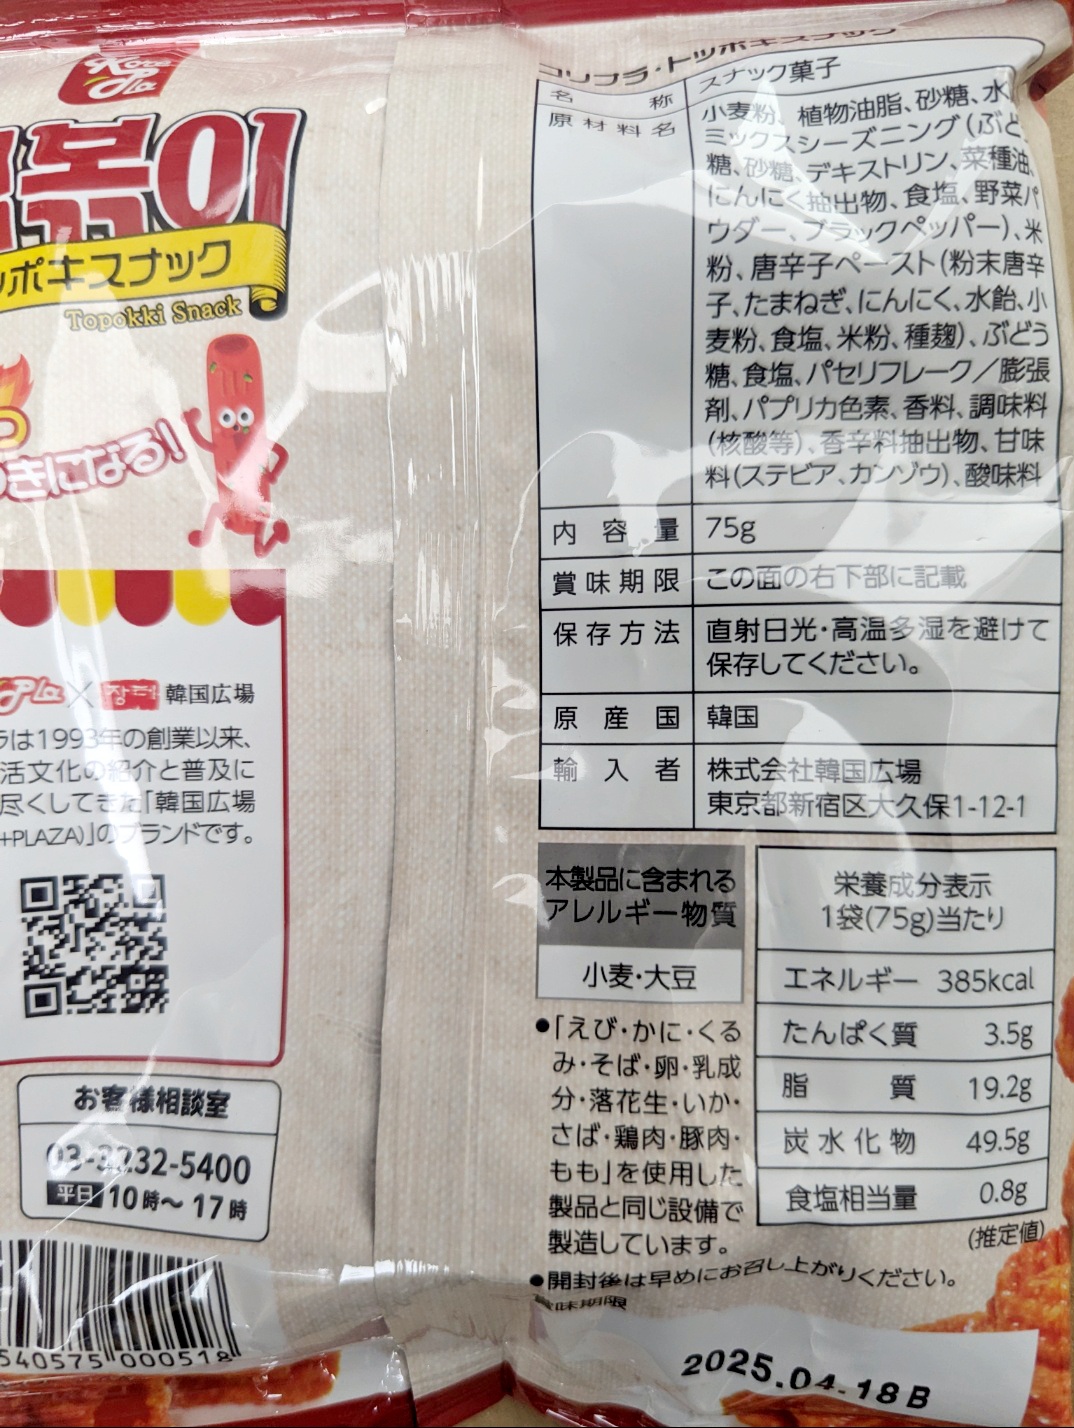 Kore Pla
볶이
ッポキスナック
Topokki Snack
つ
きになる!
Pla×장터 韓国広場
ラは1993年の創業以来、
活文化の紹介と普及に
尽くしてきた「韓国広場
+PLAZA)」のブランドです。
お客様相談室
03-3232-5400
平日 10時〜17時
540575 000518
コリプラ・トッポキスナック
名称 スナック菓子
原材料名 小麦粉、植物油脂、砂糖、水
ミックスシーズニング(ぶど
糖、砂糖、デキストリン、菜種油、
にんにく抽出物、食塩、野菜パ
ウダー、ブラックペッパー)、米
粉、唐辛子ペースト(粉末唐辛
子、たまねぎ、にんにく、水飴、小
麦粉、食塩、米粉、種麹)、ぶどう
糖、食塩、パセリフレーク/膨張
剤、パプリカ色素、香料、調味料
(核酸等)、香辛料抽出物、甘味
料(ステビア、カンゾウ)、酸味料
内容量 75g
賞味期限 この面の右下部に記載
保存方法 直射日光・高温多湿を避けて
保存してください。
原産国 韓国
輸入者 株式会社韓国広場
東京都新宿区大久保1-12-1
本製品に含まれる
アレルギー物質
小麦・大豆
●「えび・かに・くる
み・そば・卵・乳成
分・落花生・いか・
さば・鶏肉・豚肉・
もも」を使用した
製品と同じ設備で
製造しています。
栄養成分表示
1袋(75g)当たり
エネルギー 385kcal
たんぱく質 3.5g
脂質 19.2g
炭水化物 49.5g
食塩相当量 0.8g
(推定値)
●開封後は早めにお召し上がりください。
賞味期限
2025.04.18B